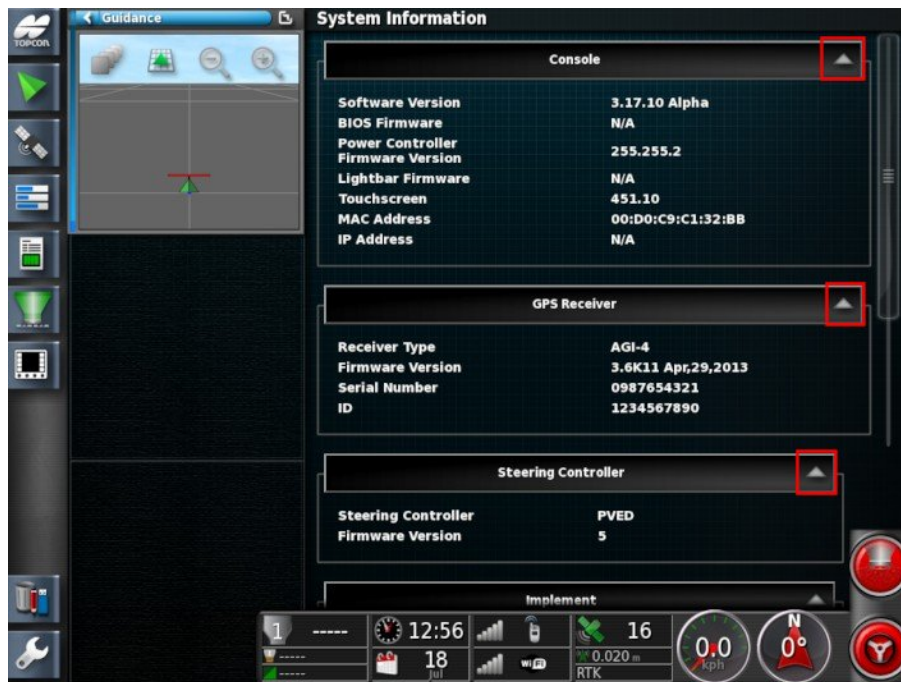 TOPCON
Guidance
System Information
Console
Software Version 3.17.10 Alpha
BIOS Firmware N/A
Power Controller
Firmware Version 255.255.2
Lightbar Firmware N/A
Touchscreen 451.10
MAC Address 00:D0:C9:C1:32:BB
IP Address N/A
GPS Receiver
Receiver Type AGI-4
Firmware Version 3.6K11 Apr,29,2013
Serial Number 0987654321
ID 1234567890
Steering Controller
Steering Controller PVED
Firmware Version 5
Implement
1 ----- 12:56 16
----- 18 Jul WiFi 0.020 m
----- RTK
0.0 kph
N
0°